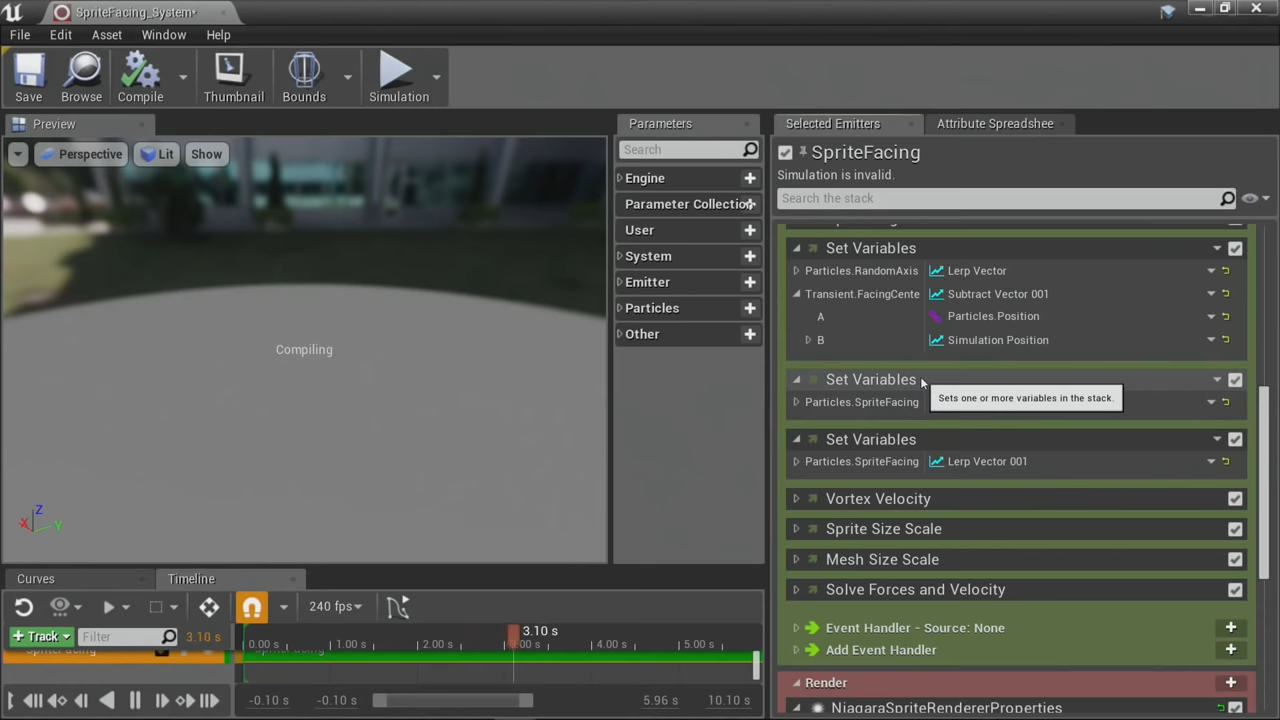 SpriteFacing_System*
File Edit Asset Window Help
Save Browse Compile Thumbnail Bounds Simulation
Preview
Perspective Lit Show
Compiling
Z
X Y
Parameters
Search
Engine
Parameter Collection
User
System
Emitter
Particles
Other
Selected Emitters Attribute Spreadshee
SpriteFacing
Simulation is invalid.
Search the stack
Set Variables
Particles.RandomAxis Lerp Vector
Transient.FacingCente Subtract Vector 001
A Particles.Position
B Simulation Position
Set Variables
Sets one or more variables in the stack.
Particles.SpriteFacing
Set Variables
Particles.SpriteFacing Lerp Vector 001
Vortex Velocity
Sprite Size Scale
Mesh Size Scale
Solve Forces and Velocity
Event Handler - Source: None
Add Event Handler
Render
NiagaraSpriteRendererProperties
Curves Timeline
240 fps
Track Filter 3.10 s
3.10 s
0.00 s 1.00 s 2.00 s 3.00 s 4.00 s 5.00 s
SpriteFacing SpriteFacing
-0.10 s -0.10 s 5.96 s 10.10 s